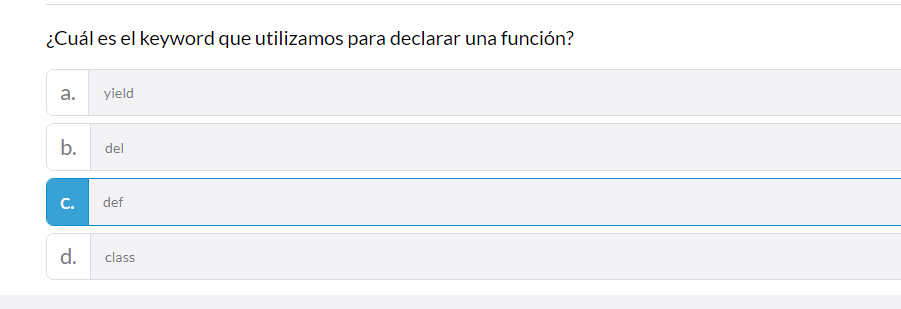 ¿Cuál es el keyword que utilizamos para declarar una función?
a. yield
b. del
c. def
d. class